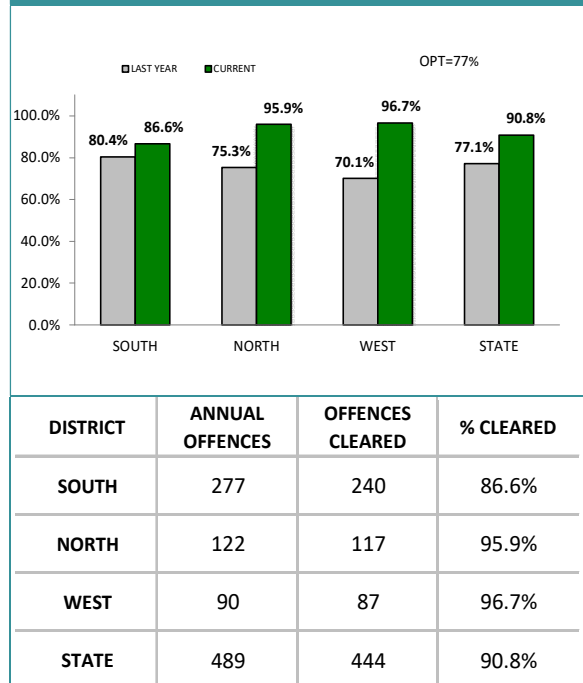 LAST YEAR CURRENT OPT=77%
100.0%
80.0%
60.0%
40.0%
20.0%
0.0%
80.4% 86.6% 75.3% 95.9% 70.1% 96.7% 77.1% 90.8%
SOUTH NORTH WEST STATE
DISTRICT ANNUAL OFFENCES OFFENCES CLEARED % CLEARED
SOUTH 277 240 86.6%
NORTH 122 117 95.9%
WEST 90 87 96.7%
STATE 489 444 90.8%